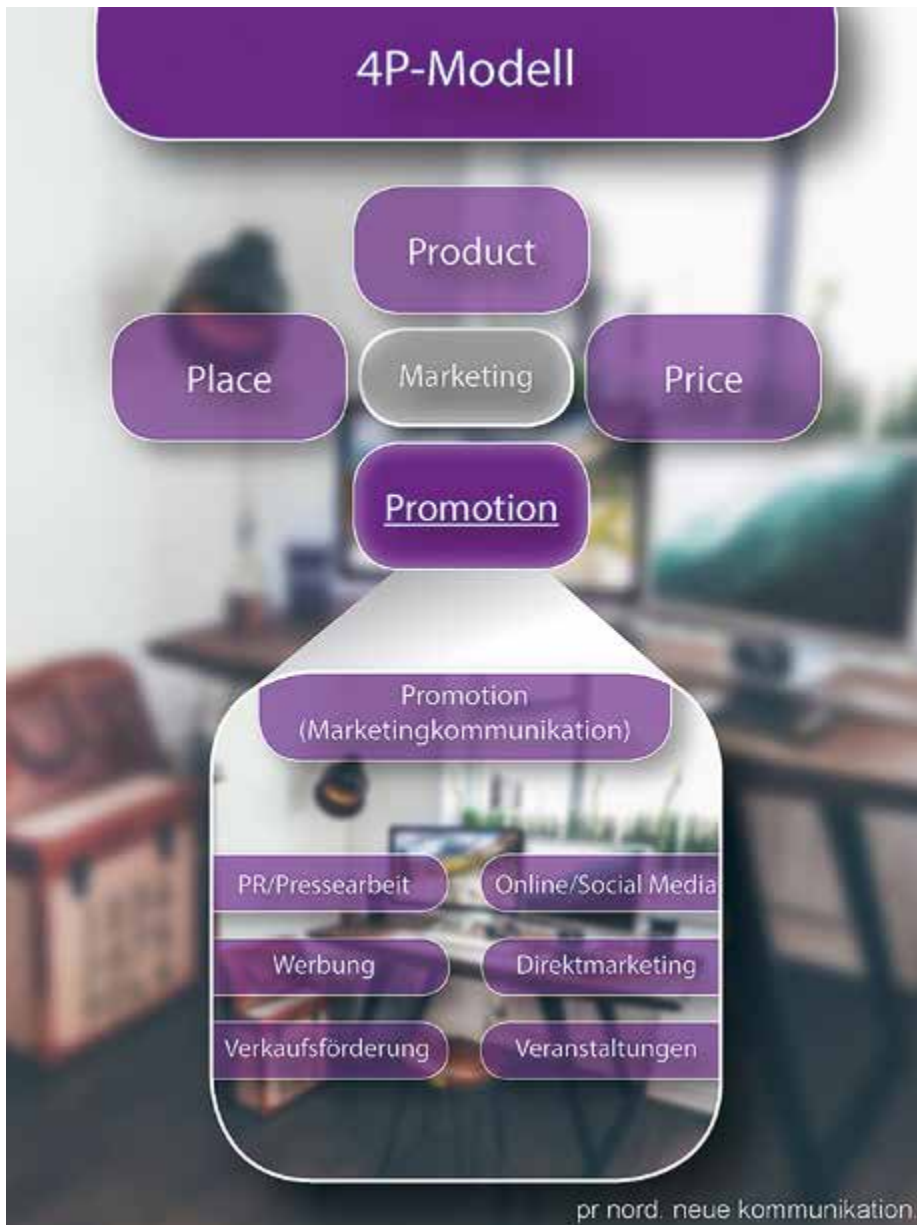 4P-Modell
Product
Place
Marketing
Price
Promotion
Promotion
(Marketingkommunikation)
PR/Pressearbeit
Online/Social Media
Werbung
Direktmarketing
Verkaufsförderung
Veranstaltungen
pr nord. neue kommunikation.